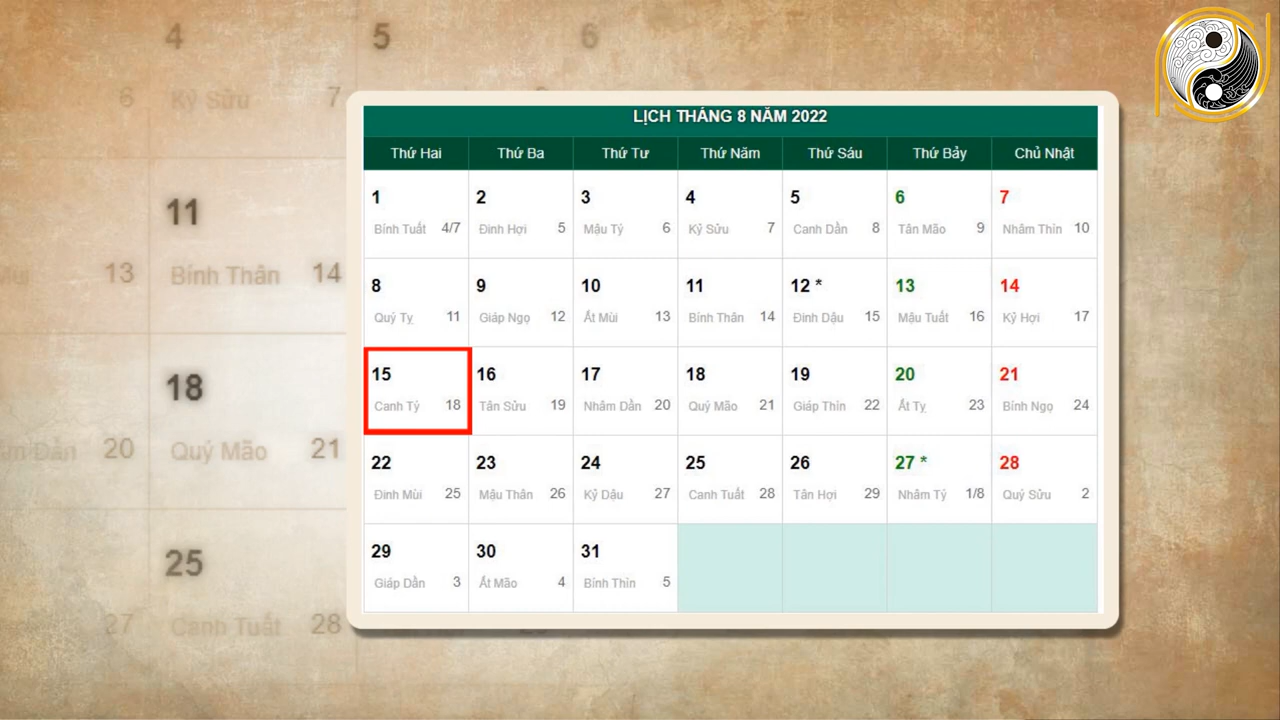 4 5 6
6 Kỷ Sửu 7
LỊCH THÁNG 8 NĂM 2022
Thứ Hai Thứ Ba Thứ Tư Thứ Năm Thứ Sáu Thứ Bảy Chủ Nhật
1 2 3 4 5 6 7
Bính Tuất 4/7 Đinh Hợi 5 Mậu Tý 6 Kỷ Sửu 7 Canh Dần 8 Tân Mão 9 Nhâm Thìn 10
11
13 Bính Thân 14
8 9 10 11 12 * 13 14
Quý Tỵ 11 Giáp Ngọ 12 Ất Mùi 13 Bính Thân 14 Đinh Dậu 15 Mậu Tuất 16 Kỷ Hợi 17
18
20 Quý Mão 21
15 16 17 18 19 20 21
Canh Tý 18 Tân Sửu 19 Nhâm Dần 20 Quý Mão 21 Giáp Thìn 22 Ất Tỵ 23 Bính Ngọ 24
22 23 24 25 26 27 * 28
Đinh Mùi 25 Mậu Thân 26 Kỷ Dậu 27 Canh Tuất 28 Tân Hợi 29 Nhâm Tý 1/8 Quý Sửu 2
25
27 Canh Tuất 28
29 30 31
Giáp Dần 3 Ất Mão 4 Bính Thìn 5